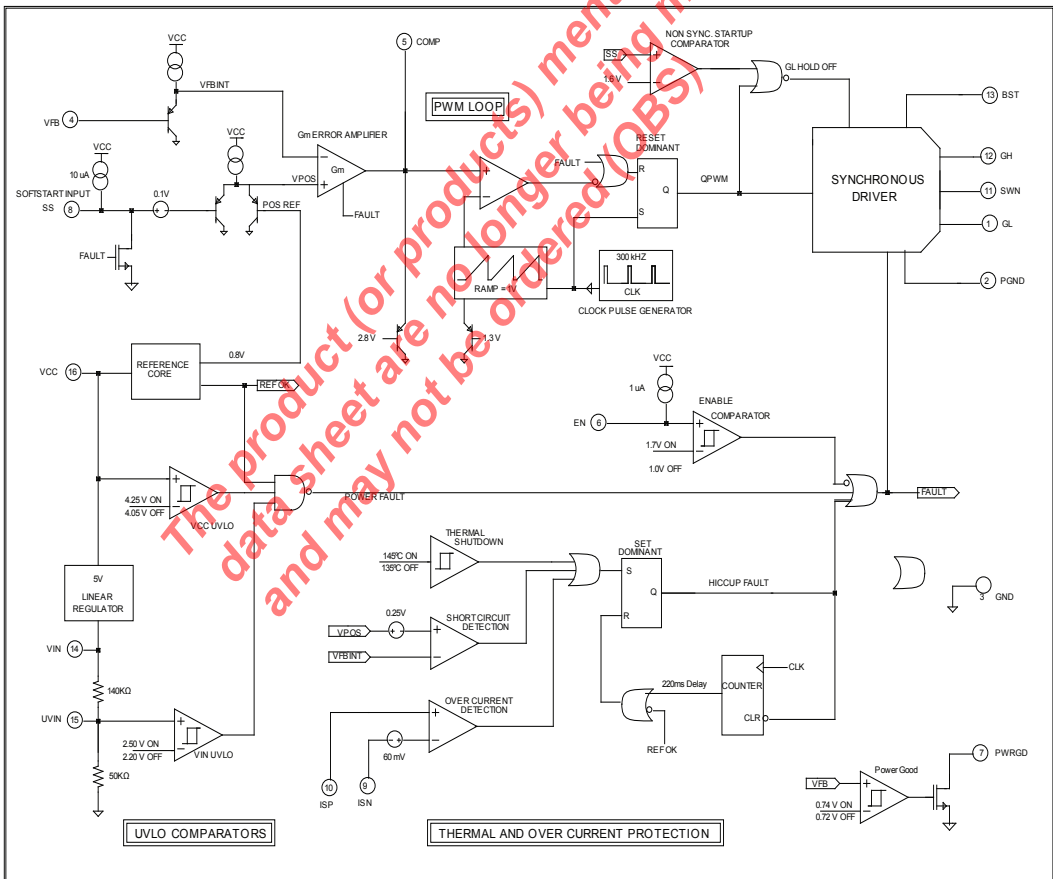 VCC
5
COMP
NON SYNC. STARTUP
COMPARATOR
SS
1.6 V
GL HOLD OFF
VFBINT
PWM LOOP
13
BST
VFB
4
Gm ERROR AMPLIFIER
VCC
Gm
VCC
10 uA
VPOS
FAULT
RESET
DOMINANT
R
Q
S
QPWM
SYNCHRONOUS
DRIVER
12
GH
11
SWN
1
GL
2
PGND
SOFTSTART INPUT
SS
8
0.1V
POS REF
FAULT
FAULT
RAMP = 1V
300 kHZ
CLK
CLOCK PULSE GENERATOR
2.8 V
1.3 V
VCC
16
REFERENCE
CORE
0.8V
REF OK
VCC
1 uA
ENABLE
COMPARATOR
EN
6
1.7V ON
1.0V OFF
4.25 V ON
4.05 V OFF
VCC UVLO
POWER FAULT
FAULT
5V
LINEAR
REGULATOR
THERMAL
SHUTDOWN
145ºC ON
135ºC OFF
SET
DOMINANT
S
Q
R
HICCUP FAULT
3
GND
0.25V
VPOS
VFBINT
SHORT CIRCUIT
DETECTION
VIN
14
140KΩ
UVIN
15
2.50 V ON
2.20 V OFF
VIN UVLO
50KΩ
OVER CURRENT
DETECTION
60 mV
10
ISP
9
ISN
220ms Delay
COUNTER
CLK
CLR
REF OK
7
PWRGD
Power Good
VFB
0.74 V ON
0.72 V OFF
UVLO COMPARATORS
THERMAL AND OVER CURRENT PROTECTION
The product (or products) ment
data sheet are no longer being m
and may not be ordered (OBS)